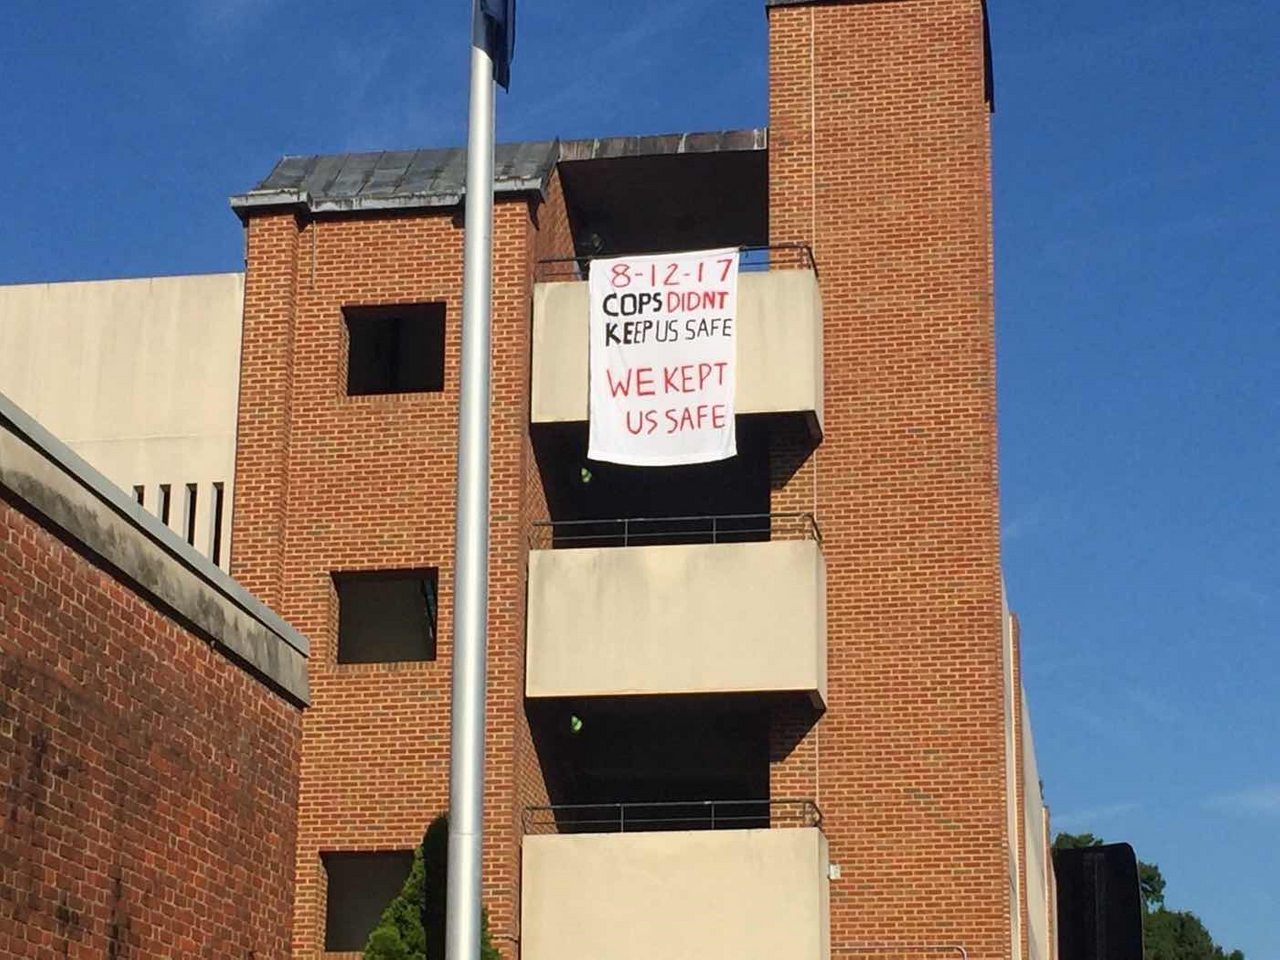 8-12-17
COPS DIDNT
KEEP US SAFE
WE KEPT
US SAFE